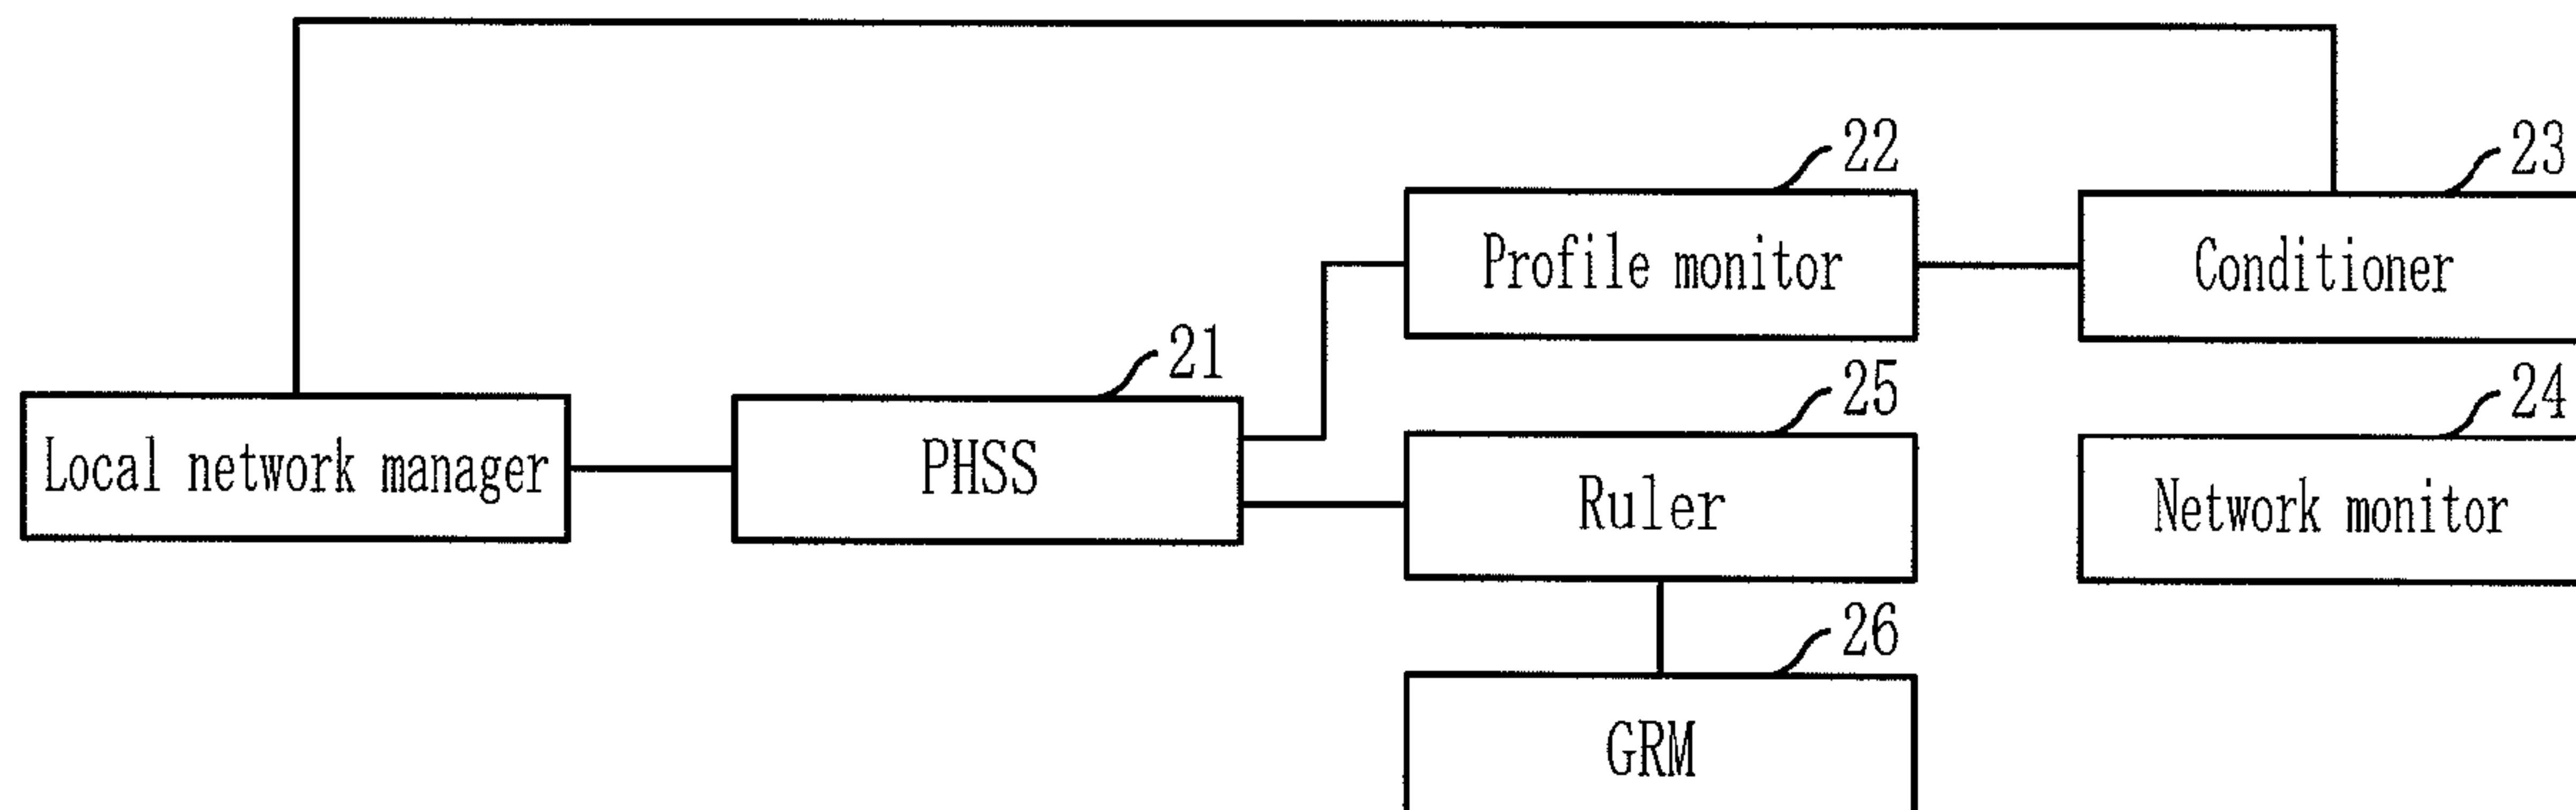 22
23
Profile monitor
Conditioner
21
25
24
Local network manager
PHSS
Ruler
Network monitor
26
GRM